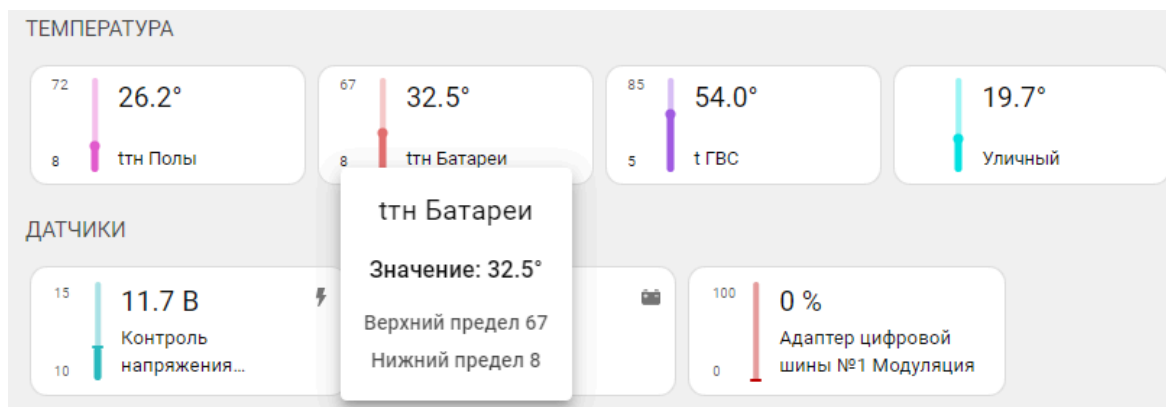 ТЕМПЕРАТУРА
72
26.2°
8
tтн Полы
67
32.5°
8
tтн Батареи
85
54.0°
5
t ГВС
19.7°
Уличный
tтн Батареи
Значение: 32.5°
Верхний предел 67
Нижний предел 8
ДАТЧИКИ
15
11.7 В
Контроль
напряжения...
10
100
0 %
Адаптер цифровой
шины №1 Модуляция
0